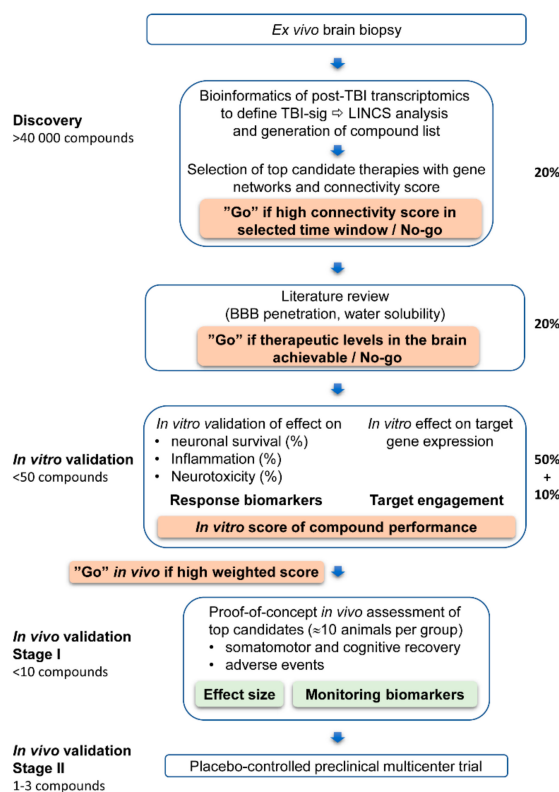 Ex vivo brain biopsy
Discovery
>40 000 compounds
Bioinformatics of post-TBI transcriptomics
to define TBI-sig ⇨ LINCS analysis
and generation of compound list
Selection of top candidate therapies with gene
networks and connectivity score
20%
"Go" if high connectivity score in
selected time window / No-go
Literature review
(BBB penetration, water solubility)
20%
"Go" if therapeutic levels in the brain
achievable / No-go
In vitro validation
<50 compounds
In vitro validation of effect on
• neuronal survival (%)
• Inflammation (%)
• Neurotoxicity (%)
Response biomarkers
In vitro effect on target
gene expression
Target engagement
50%
+
10%
In vitro score of compound performance
"Go" in vivo if high weighted score
In vivo validation
Stage I
<10 compounds
Proof-of-concept in vivo assessment of
top candidates (≈10 animals per group)
• somatomotor and cognitive recovery
• adverse events
Effect size
Monitoring biomarkers
In vivo validation
Stage II
1-3 compounds
Placebo-controlled preclinical multicenter trial